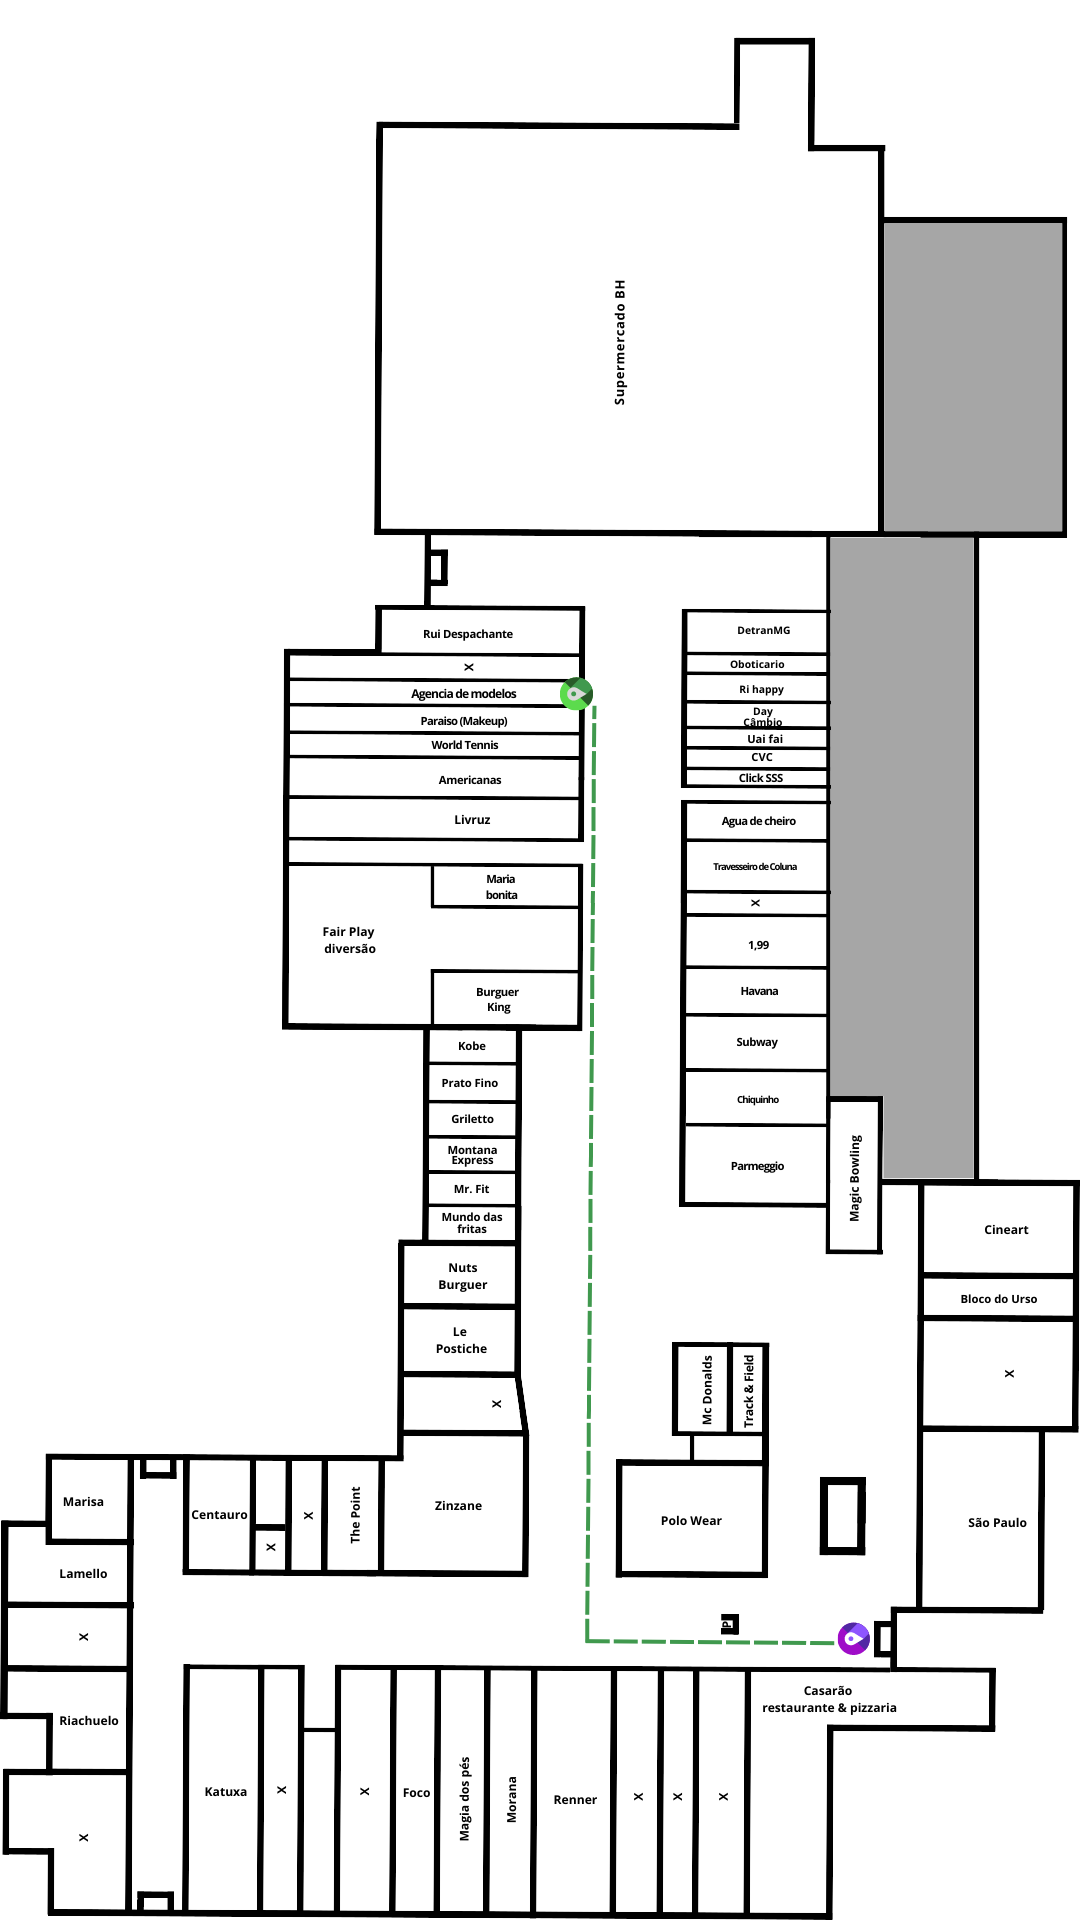 Supermercado BH
Rui Despachante
X
Agencia de modelos
Paraiso (Makeup)
World Tennis
Americanas
Livruz
Maria
bonita
Fair Play
diversão
Burguer
King
DetranMG
Oboticario
Ri happy
Day
Câmbio
Uai fai
CVC
Click SSS
Agua de cheiro
Travesseiro de Coluna
X
1,99
Havana
Subway
Chiquinho
Parmeggio
Magic Bowling
Kobe
Prato Fino
Griletto
Montana
Express
Mr. Fit
Mundo das
fritas
Nuts
Burguer
Le
Postiche
X
Zinzane
Cineart
Bloco do Urso
X
São Paulo
Mc Donalds
Track & Field
Polo Wear
P
Marisa
Centauro
X
X
The Point
Lamello
X
Riachuelo
X
Katuxa
X
X
Foco
Magia dos pés
Morana
Renner
X
X
X
Casarão
restaurante & pizzaria